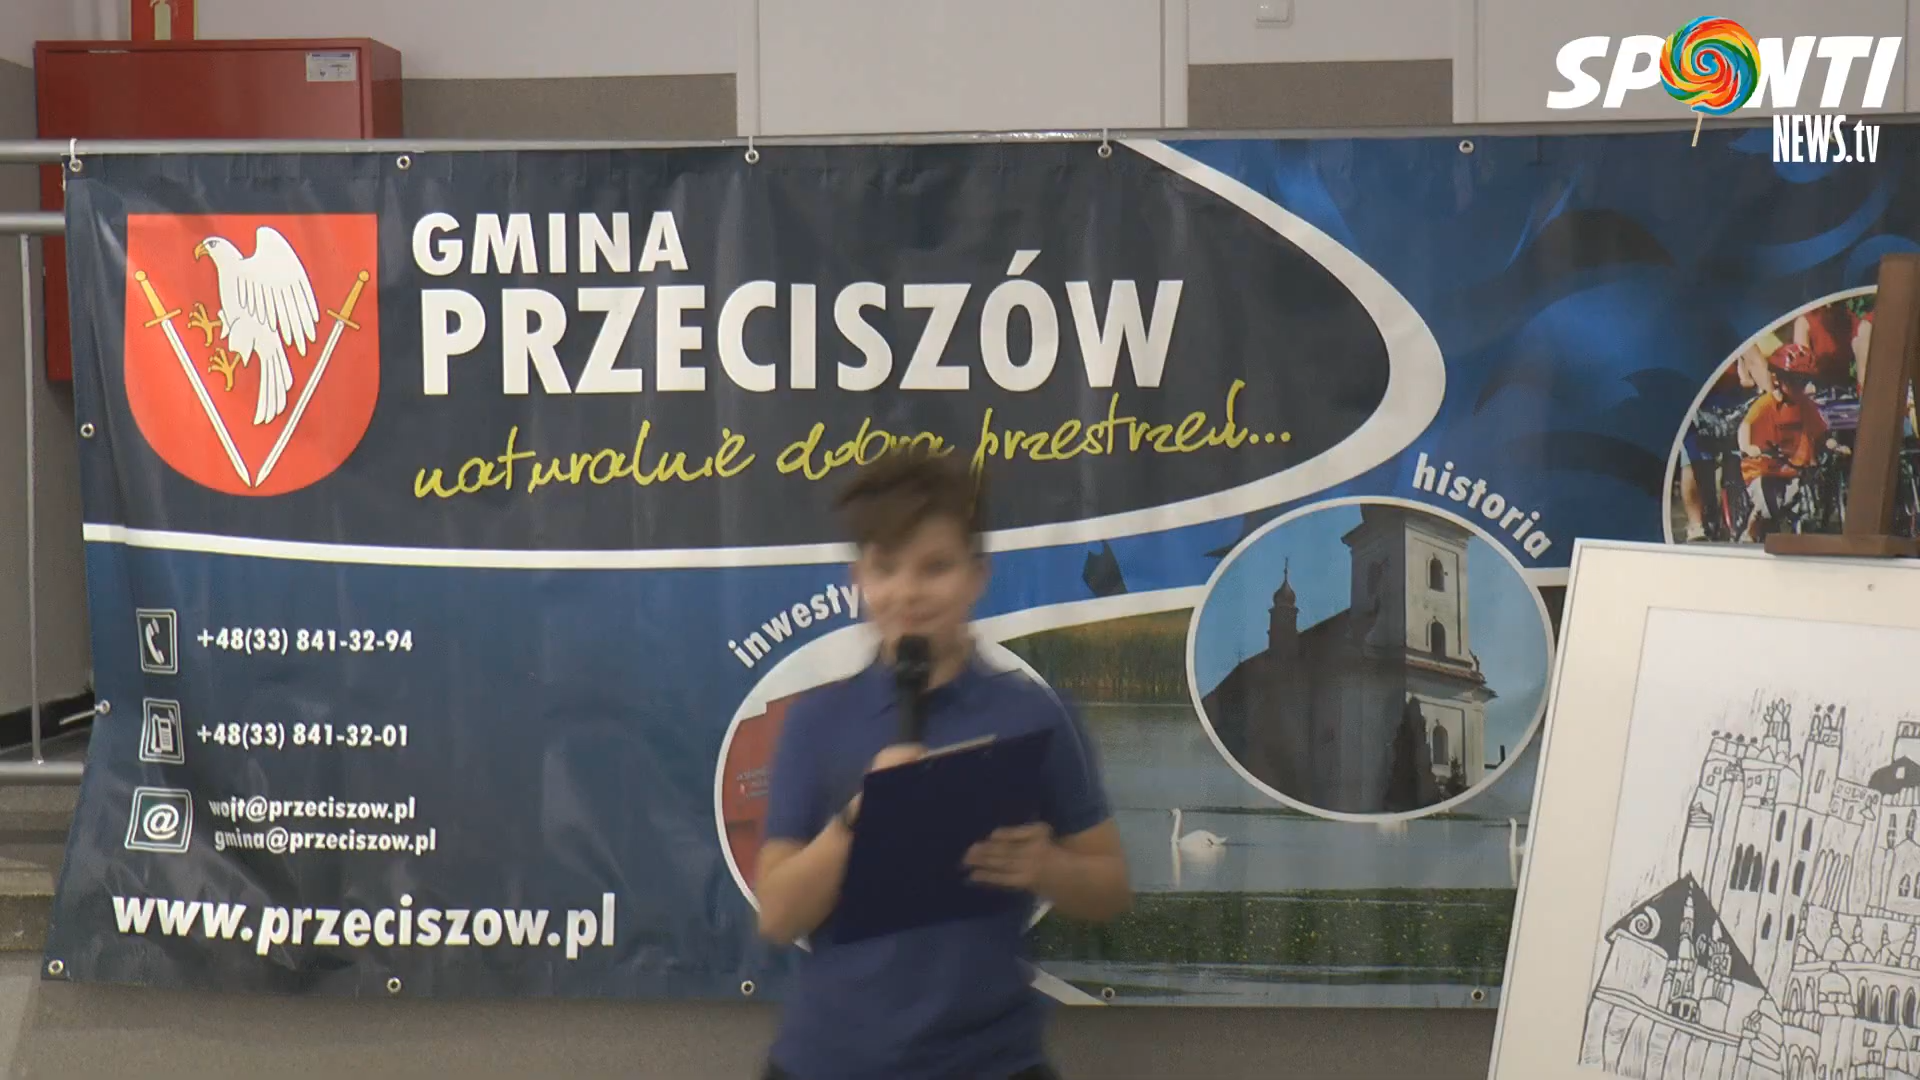 SPONTI
NEWS.tv
GMINA
PRZECISZÓW
naturalnie dobra przestrzeń...
historia
inwesty
+48(33) 841-32-94
+48(33) 841-32-01
@
wojt@przeciszow.pl
gmina@przeciszow.pl
www.przeciszow.pl